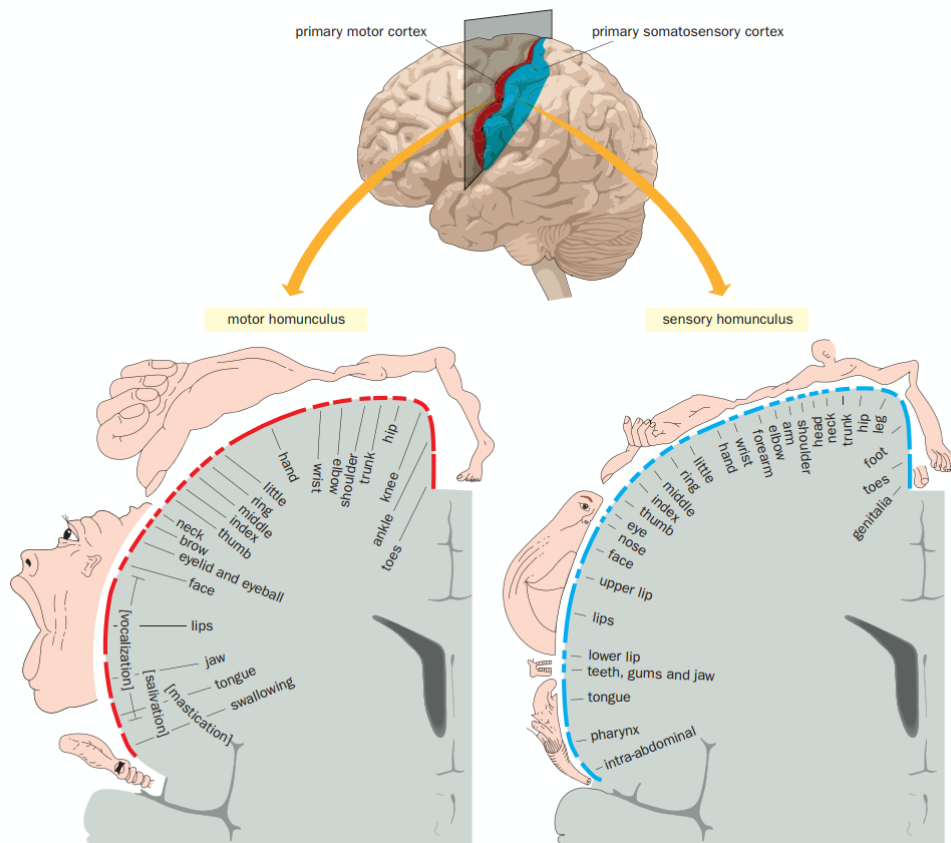 primary motor cortex
primary somatosensory cortex
motor homunculus
sensory homunculus
toes
ankle
knee
hip
trunk
shoulder
elbow
wrist
hand
little
ring
middle
index
thumb
neck
brow
eyelid and eyeball
face
[vocalization]
lips
jaw
[salivation]
tongue
[mastication]
swallowing
genitalia
toes
foot
leg
hip
trunk
neck
head
shoulder
arm
elbow
forearm
wrist
hand
little
ring
middle
index
thumb
eye
nose
face
upper lip
lips
lower lip
teeth, gums and jaw
tongue
pharynx
intra-abdominal